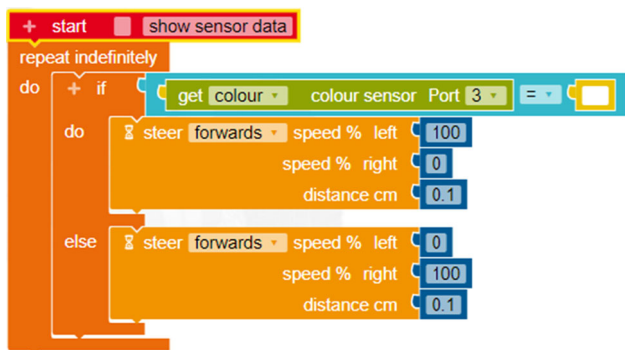 + start show sensor data
repeat indefinitely
do + if get colour colour sensor Port 3 =
do steer forwards speed % left 100
speed % right 0
distance cm 0.1
else steer forwards speed % left 0
speed % right 100
distance cm 0.1